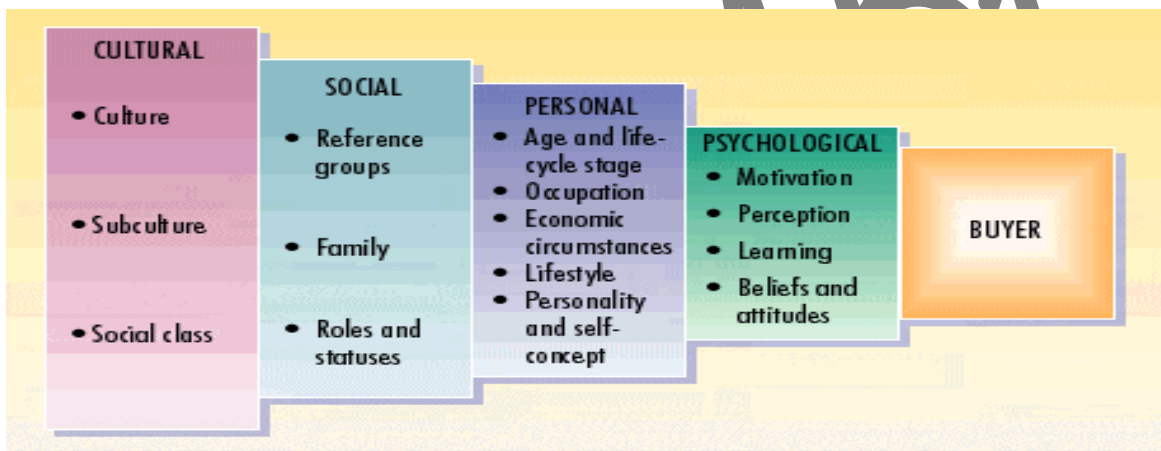 CULTURAL
• Culture
• Subculture
• Social class
SOCIAL
• Reference
groups
• Family
• Roles and
statuses
PERSONAL
• Age and life-
cycle stage
• Occupation
• Economic
circumstances
• Lifestyle
• Personality
and self-
concept
PSYCHOLOGICAL
• Motivation
• Perception
• Learning
• Beliefs and
attitudes
BUYER